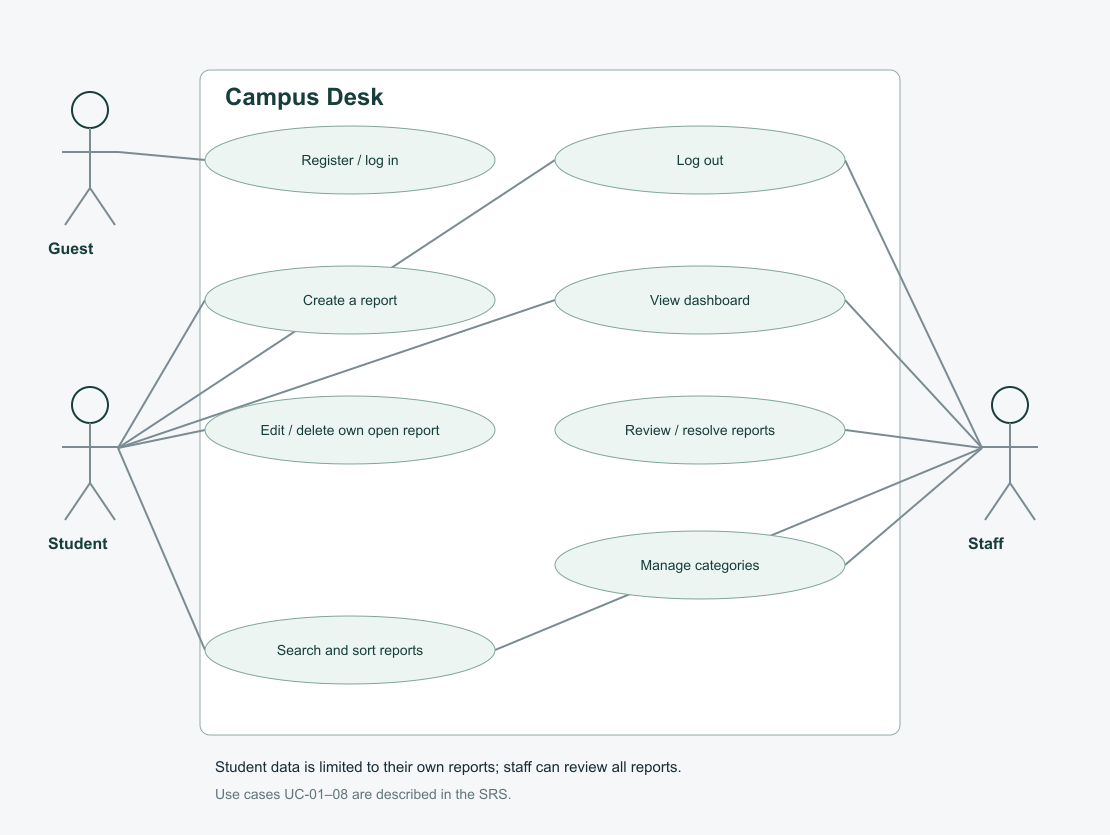 Campus Desk
Register / log in
Log out
Guest
Create a report
View dashboard
Edit / delete own open report
Review / resolve reports
Student
Staff
Manage categories
Search and sort reports
Student data is limited to their own reports; staff can review all reports.
Use cases UC-01–08 are described in the SRS.